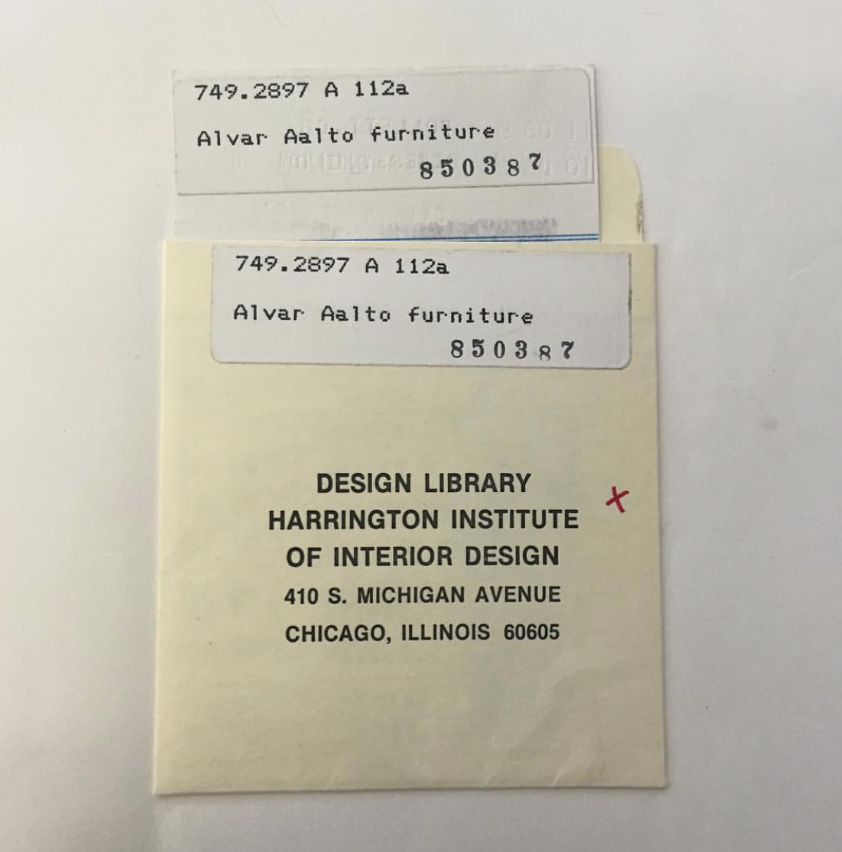 749.2897 A 112a
Alvar Aalto furniture
850387
749.2897 A 112a
Alvar Aalto furniture
850387
DESIGN LIBRARY
HARRINGTON INSTITUTE
OF INTERIOR DESIGN
410 S. MICHIGAN AVENUE
CHICAGO, ILLINOIS 60605